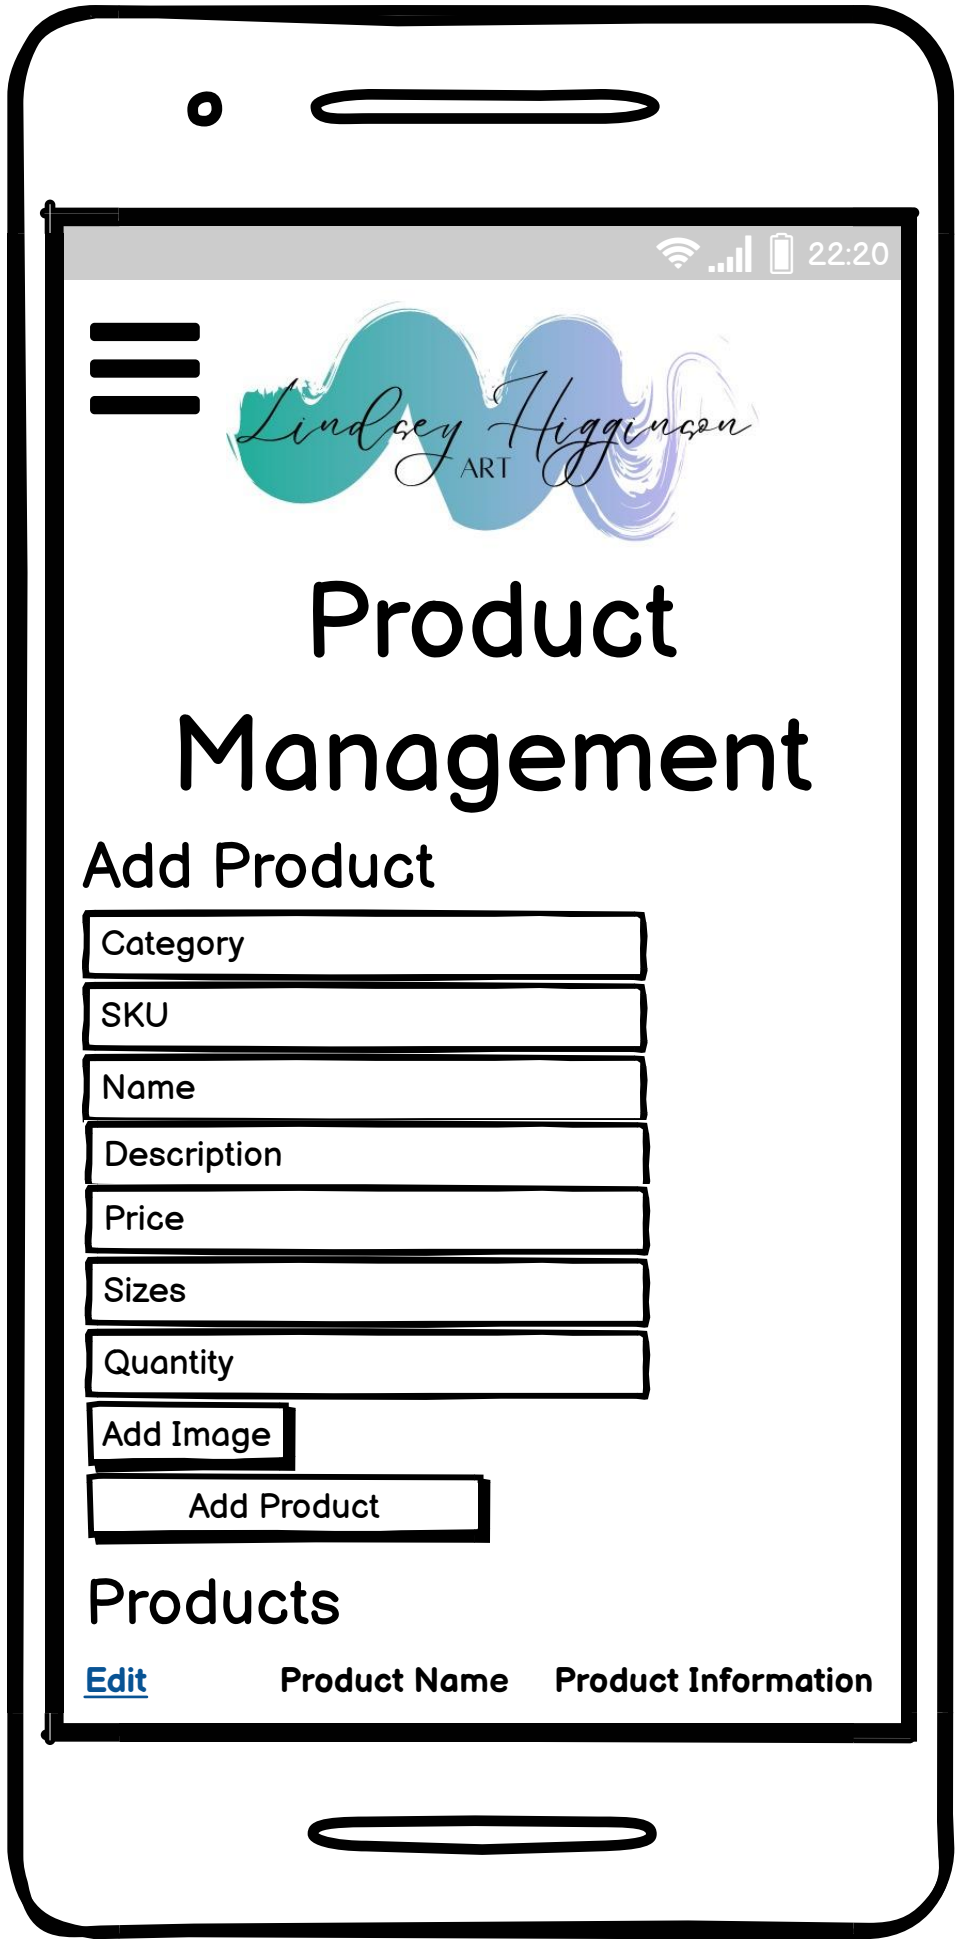 22:20
Lindsey Higginson
ART
Product
Management
Add Product
Category
SKU
Name
Description
Price
Sizes
Quantity
Add Image
Add Product
Products
Edit Product Name Product Information